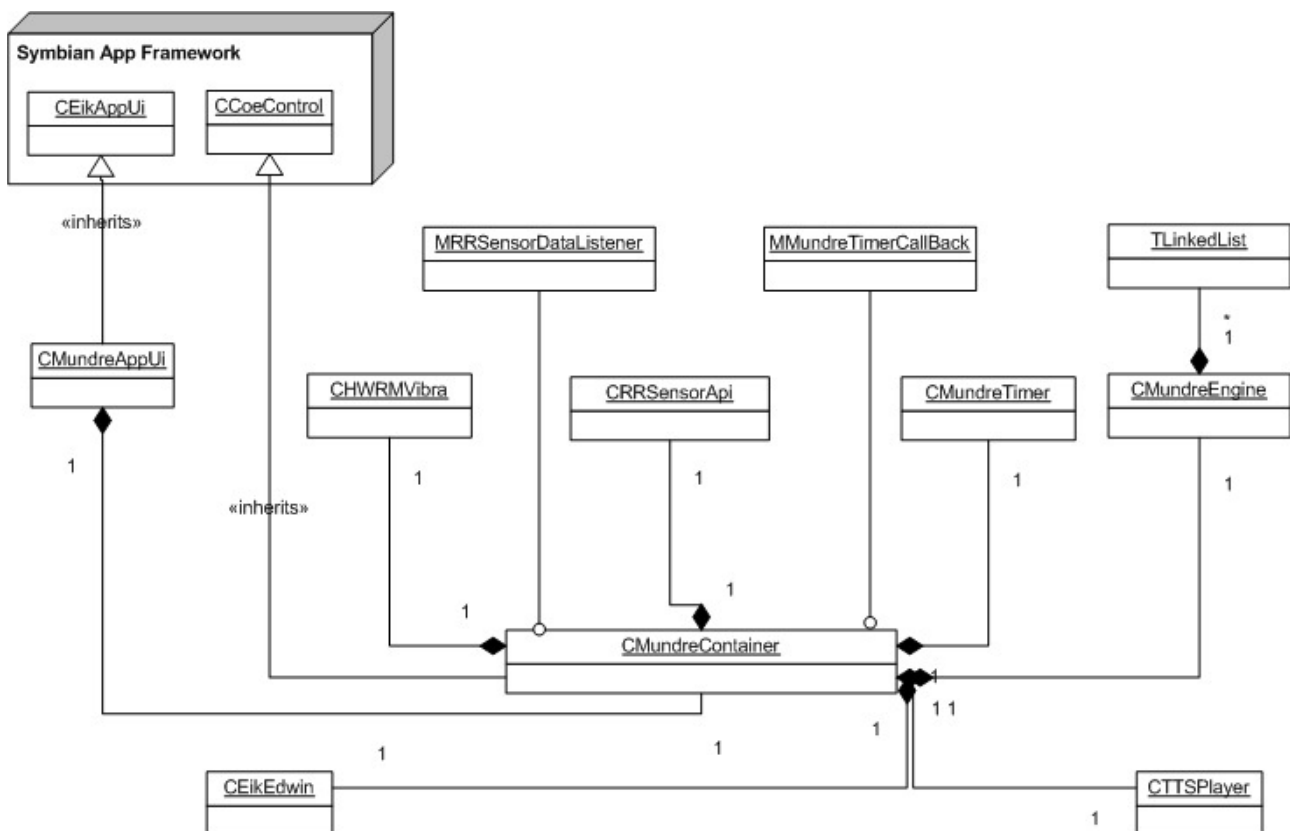 Symbian App Framework
CEikAppUi
CCoeControl
«inherits»
MRRSensorDataListener
MMundreTimerCallBack
TLinkedList
*
1
CMundreAppUi
CHWRMVibra
CRRSensorApi
CMundreTimer
CMundreEngine
1
1
1
1
1
«inherits»
1
1
CMundreContainer
1
1 1
1
1
1
CEikEdwin
CTTSPlayer
1